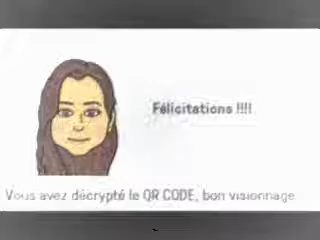 Félicitations !!!!
Vous avez décrypté le QR CODE, bon visionnage